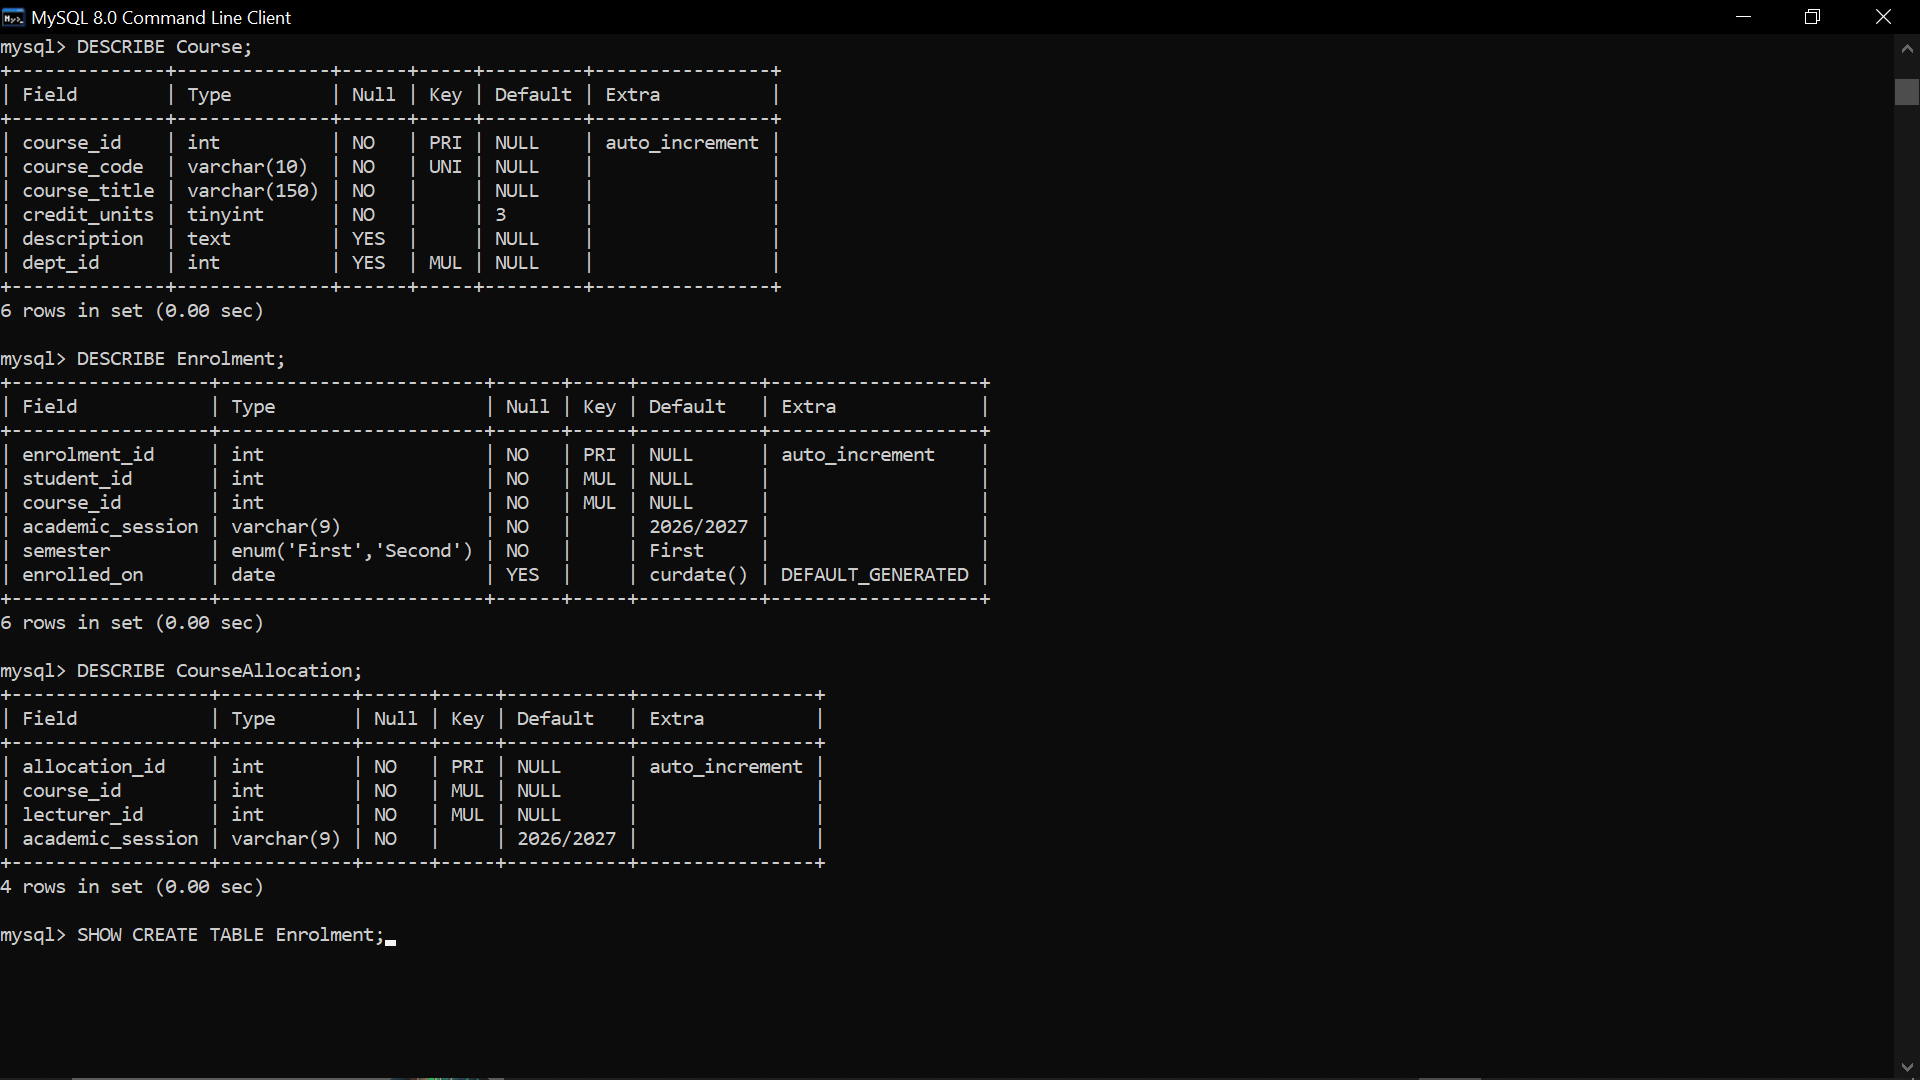 MySQL 8.0 Command Line Client
mysql> DESCRIBE Course;
+--------------+--------------+------+-----+---------+----------------+
| Field        | Type         | Null | Key | Default | Extra          |
+--------------+--------------+------+-----+---------+----------------+
| course_id    | int          | NO   | PRI | NULL    | auto_increment |
| course_code  | varchar(10)  | NO   | UNI | NULL    |                |
| course_title | varchar(150) | NO   |     | NULL    |                |
| credit_units | tinyint      | NO   |     | 3       |                |
| description  | text         | YES  |     | NULL    |                |
| dept_id      | int          | YES  | MUL | NULL    |                |
+--------------+--------------+------+-----+---------+----------------+
6 rows in set (0.00 sec)

mysql> DESCRIBE Enrolment;
+------------------+------------------------+------+-----+-----------+-------------------+
| Field            | Type                   | Null | Key | Default   | Extra             |
+------------------+------------------------+------+-----+-----------+-------------------+
| enrolment_id     | int                    | NO   | PRI | NULL      | auto_increment    |
| student_id       | int                    | NO   | MUL | NULL      |                   |
| course_id        | int                    | NO   | MUL | NULL      |                   |
| academic_session | varchar(9)             | NO   |     | 2026/2027 |                   |
| semester         | enum('First','Second') | NO   |     | First     |                   |
| enrolled_on      | date                   | YES  |     | curdate() | DEFAULT_GENERATED |
+------------------+------------------------+------+-----+-----------+-------------------+
6 rows in set (0.00 sec)

mysql> DESCRIBE CourseAllocation;
+------------------+------------+------+-----+-----------+----------------+
| Field            | Type       | Null | Key | Default   | Extra          |
+------------------+------------+------+-----+-----------+----------------+
| allocation_id    | int        | NO   | PRI | NULL      | auto_increment |
| course_id        | int        | NO   | MUL | NULL      |                |
| lecturer_id      | int        | NO   | MUL | NULL      |                |
| academic_session | varchar(9) | NO   |     | 2026/2027 |                |
+------------------+------------+------+-----+-----------+----------------+
4 rows in set (0.00 sec)

mysql> SHOW CREATE TABLE Enrolment;